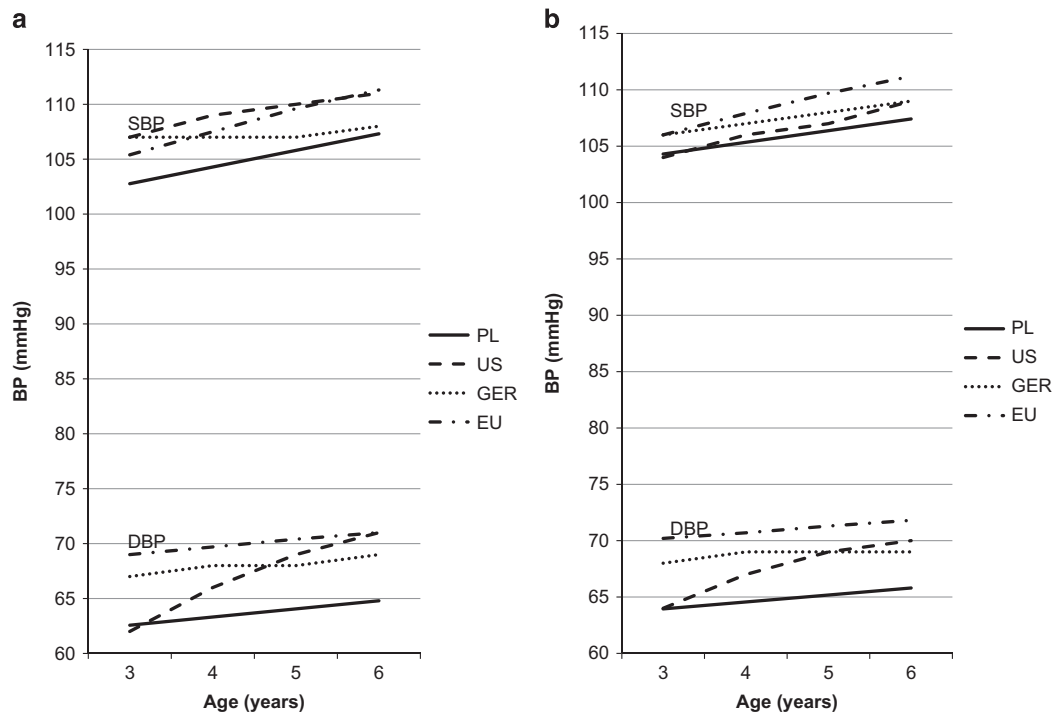 a
115
110
105
100
95
90
85
80
75
70
65
60
BP (mmHg)
SBP
DBP
3 4 5 6
Age (years)
PL
US
GER
EU
b
115
110
105
100
95
90
85
80
75
70
65
60
BP (mmHg)
SBP
DBP
3 4 5 6
Age (years)
PL
US
GER
EU